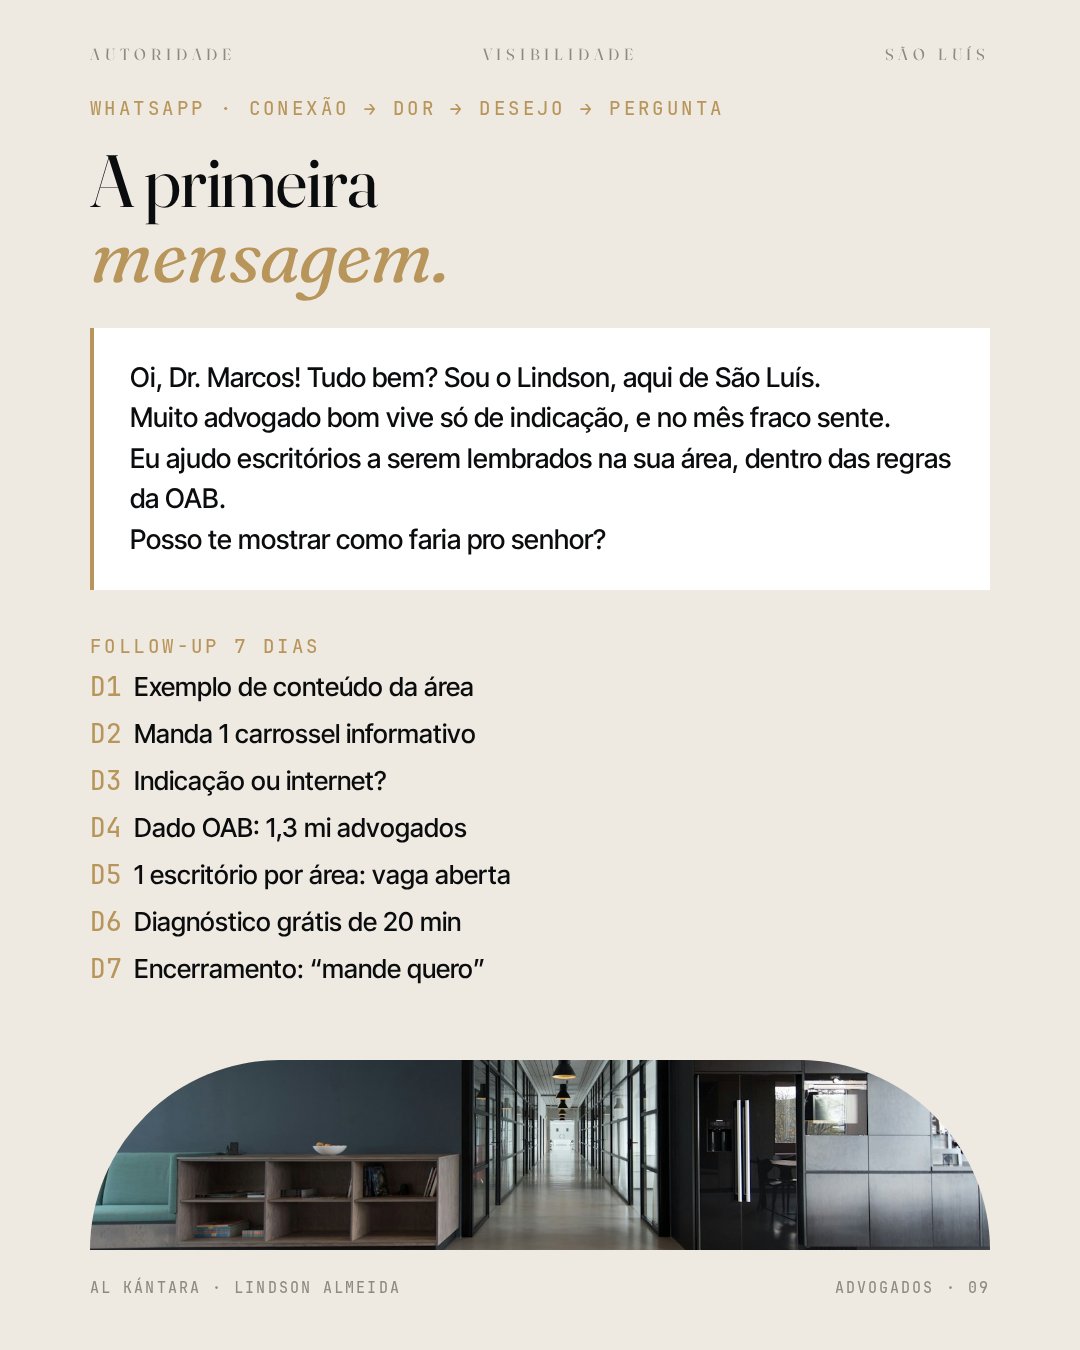 AUTORIDADE VISIBILIDADE SÃO LUÍS
WHATSAPP · CONEXÃO → DOR → DESEJO → PERGUNTA
A primeira
mensagem.
Oi, Dr. Marcos! Tudo bem? Sou o Lindson, aqui de São Luís.
Muito advogado bom vive só de indicação, e no mês fraco sente.
Eu ajudo escritórios a serem lembrados na sua área, dentro das regras
da OAB.
Posso te mostrar como faria pro senhor?
FOLLOW-UP 7 DIAS
D1 Exemplo de conteúdo da área
D2 Manda 1 carrossel informativo
D3 Indicação ou internet?
D4 Dado OAB: 1,3 mi advogados
D5 1 escritório por área: vaga aberta
D6 Diagnóstico grátis de 20 min
D7 Encerramento: “mande quero”
AL KÁNTARA · LINDSON ALMEIDA
ADVOGADOS · 09